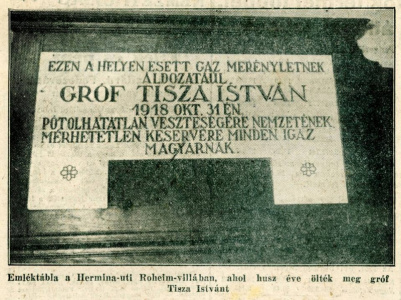 EZEN A HELYEN ESETT GAZ MERÉNYLETNEK
ÁLDOZATÁUL
GRÓF TISZA ISTVÁN
1918 OKT. 31 ÉN
PÓTOLHATATLAN VESZTESÉGÉRE NEMZETÉNEK
MÉRHETETLEN KESERVÉRE MINDEN IGAZ
MAGYARNAK.
Emléktábla a Hermina-uti Roheim-villában, ahol husz éve ölték meg gróf
Tisza Istvánt